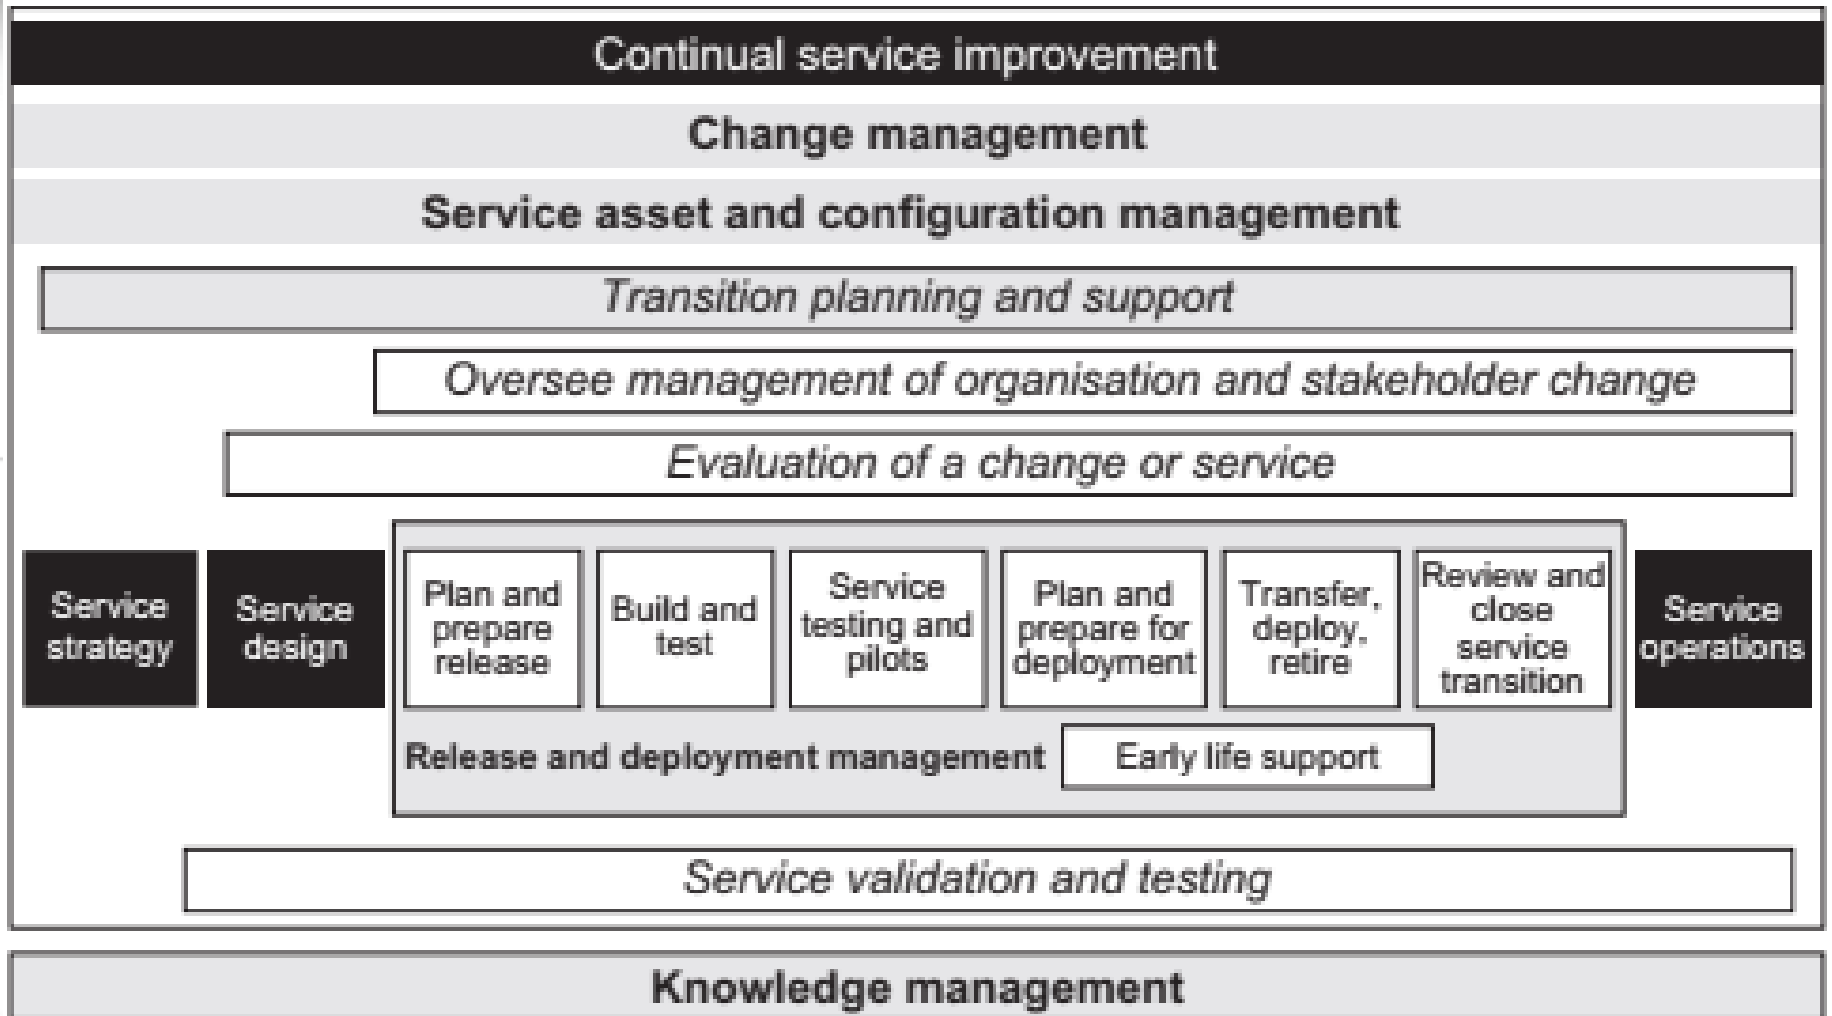 Continual service improvement
Change management
Service asset and configuration management
Transition planning and support
Oversee management of organisation and stakeholder change
Evaluation of a change or service
Service
strategy
Service
design
Plan and
prepare
release
Build and
test
Service
testing and
pilots
Plan and
prepare for
deployment
Transfer,
deploy,
retire
Review and
close
service
transition
Service
operations
Release and deployment management
Early life support
Service validation and testing
Knowledge management